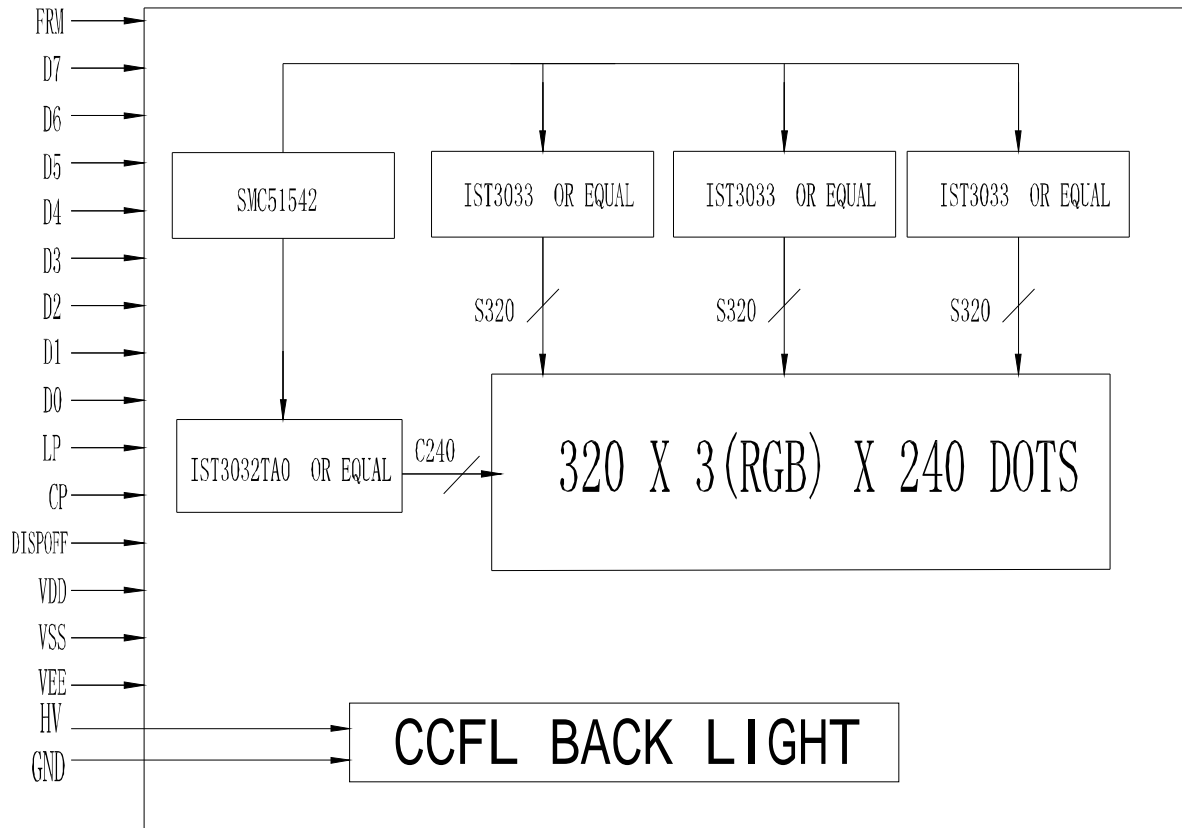 FRM
D7
D6
D5
D4
D3
D2
D1
D0
LP
CP
DISPOFF
VDD
VSS
VEE
HV
GND
SMC51542
IST3033 OR EQUAL
IST3033 OR EQUAL
IST3033 OR EQUAL
S320
S320
S320
IST3032TA0 OR EQUAL
C240
320 X 3(RGB) X 240 DOTS
CCFL BACK LIGHT